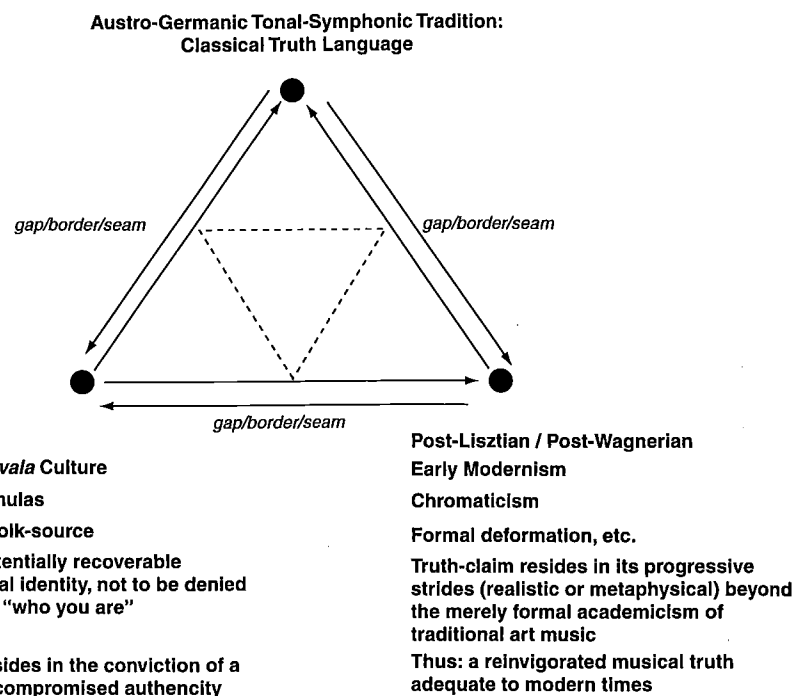 Austro-Germanic Tonal-Symphonic Tradition:
Classical Truth Language
gap/border/seam
gap/border/seam
gap/border/seam
vala Culture
nulas
olk-source
tentially recoverable
al identity, not to be denied
“who you are”
sides in the conviction of a
compromised authencity
Post-Lisztian / Post-Wagnerian
Early Modernism
Chromaticism
Formal deformation, etc.
Truth-claim resides in its progressive
strides (realistic or metaphysical) beyond
the merely formal academicism of
traditional art music
Thus: a reinvigorated musical truth
adequate to modern times